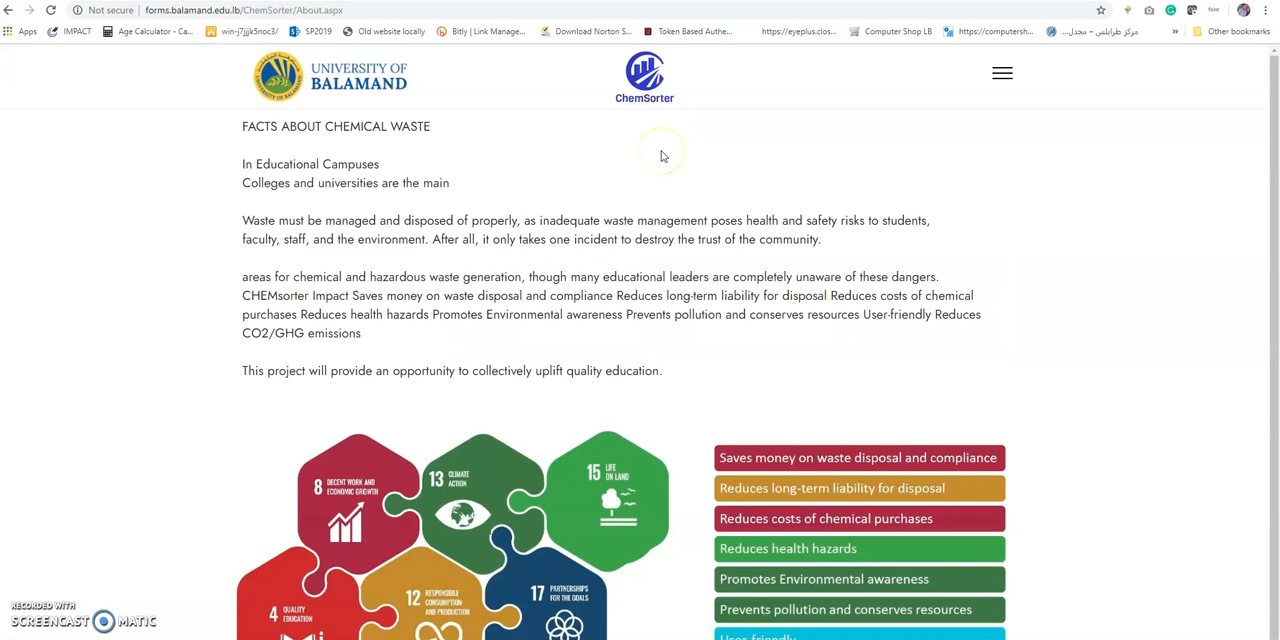 Not secure
forms.balamand.edu.lb/ChemSorter/About.aspx
Apps
IMPACT
Age Calculator - Ca...
win-j7jjjk5noc3/
SP2019
Old website locally
Bitly | Link Manage...
Download Norton S...
Token Based Authe...
https://eyeplus.clos...
Computer Shop LB
https://computersh...
مركز طرابلس - مجدل...
»
Other bookmarks
UNIVERSITY OF
BALAMAND
ChemSorter
FACTS ABOUT CHEMICAL WASTE
In Educational Campuses
Colleges and universities are the main
Waste must be managed and disposed of properly, as inadequate waste management poses health and safety risks to students,
faculty, staff, and the environment. After all, it only takes one incident to destroy the trust of the community.
areas for chemical and hazardous waste generation, though many educational leaders are completely unaware of these dangers.
CHEMsorter Impact Saves money on waste disposal and compliance Reduces long-term liability for disposal Reduces costs of chemical
purchases Reduces health hazards Promotes Environmental awareness Prevents pollution and conserves resources User-friendly Reduces
CO2/GHG emissions
This project will provide an opportunity to collectively uplift quality education.
8 DECENT WORK AND
ECONOMIC GROWTH
13 CLIMATE
ACTION
15 LIFE
ON LAND
4 QUALITY
EDUCATION
12 RESPONSIBLE
CONSUMPTION
AND PRODUCTION
17 PARTNERSHIPS
FOR THE GOALS
Saves money on waste disposal and compliance
Reduces long-term liability for disposal
Reduces costs of chemical purchases
Reduces health hazards
Promotes Environmental awareness
Prevents pollution and conserves resources
User-friendly
RECORDED WITH
SCREENCAST MATIC